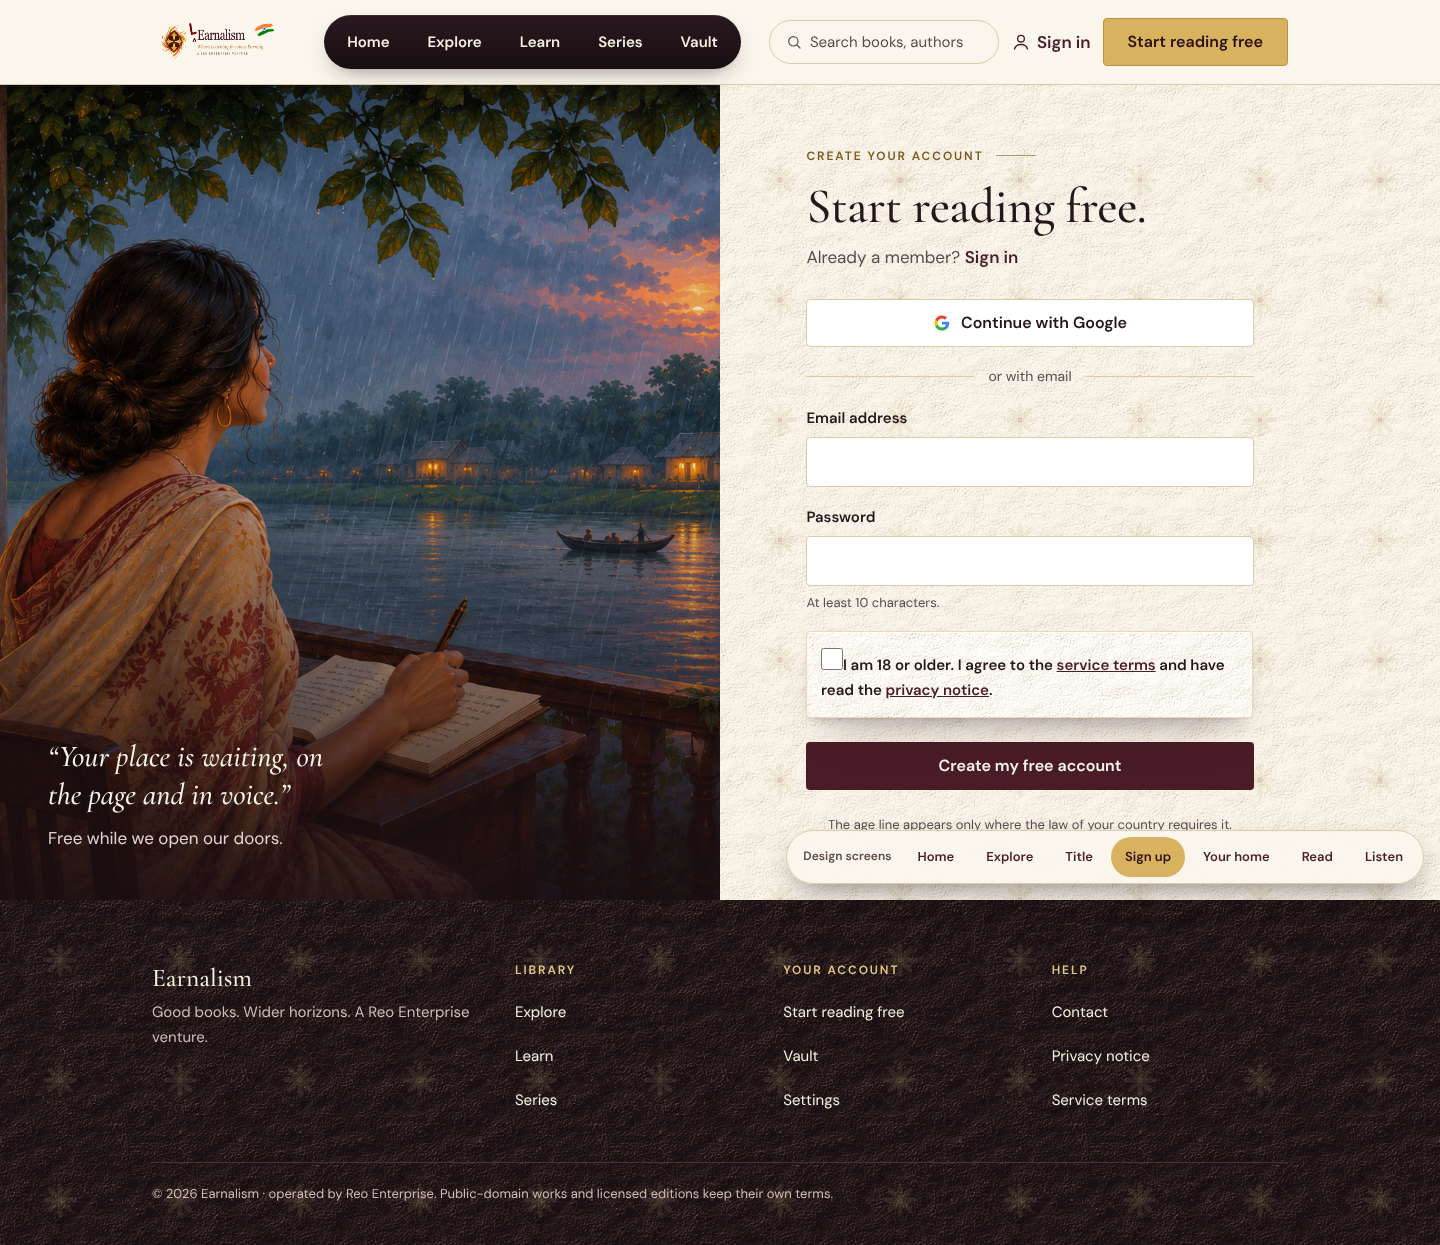 Earnalism
Where Learning Becomes Earning
Home
Explore
Learn
Series
Vault
Search books, authors
Sign in
Start reading free
CREATE YOUR ACCOUNT
Start reading free.
Already a member? Sign in
Continue with Google
or with email
Email address
Password
At least 10 characters.
I am 18 or older. I agree to the service terms and have
read the privacy notice.
Create my free account
The age line appears only where the law of your country requires it.
“Your place is waiting, on
the page and in voice.”
Free while we open our doors.
Design screens
Home
Explore
Title
Sign up
Your home
Read
Listen
Earnalism
Good books. Wider horizons. A Reo Enterprise
venture.
LIBRARY
Explore
Learn
Series
YOUR ACCOUNT
Start reading free
Vault
Settings
HELP
Contact
Privacy notice
Service terms
© 2026 Earnalism · operated by Reo Enterprise. Public-domain works and licensed editions keep their own terms.